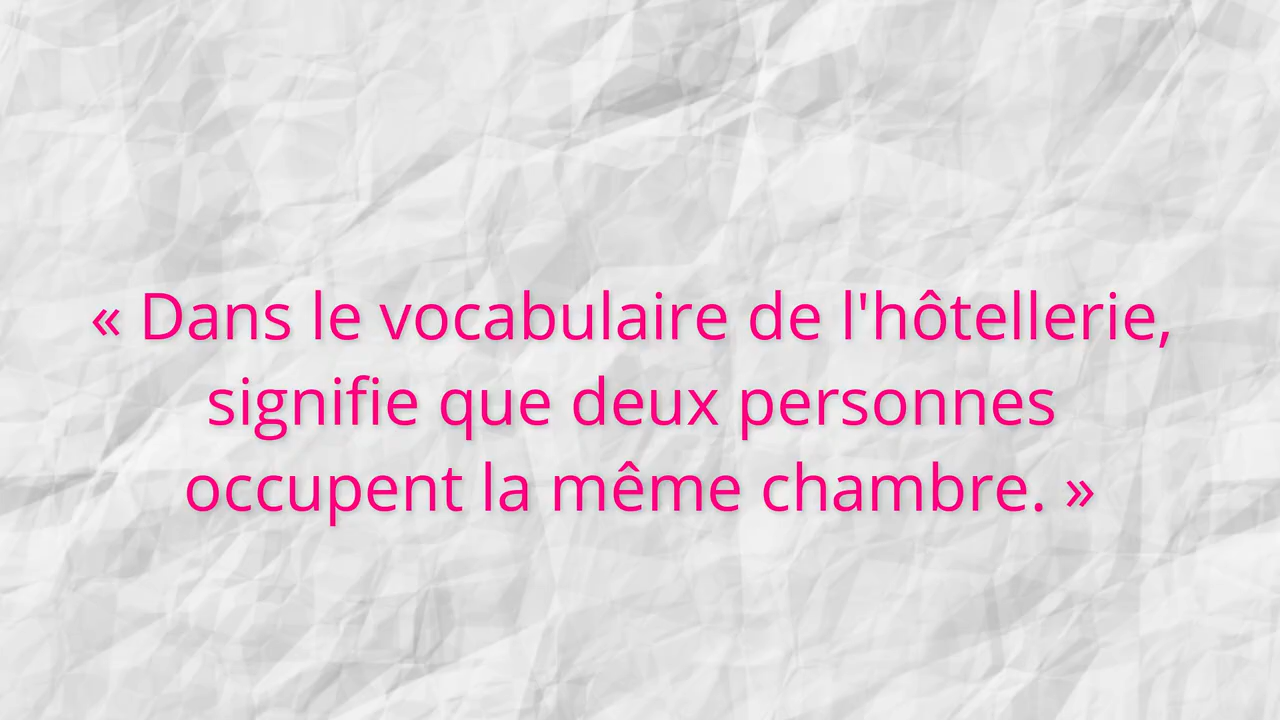 « Dans le vocabulaire de l'hôtellerie,
signifie que deux personnes
occupent la même chambre. »